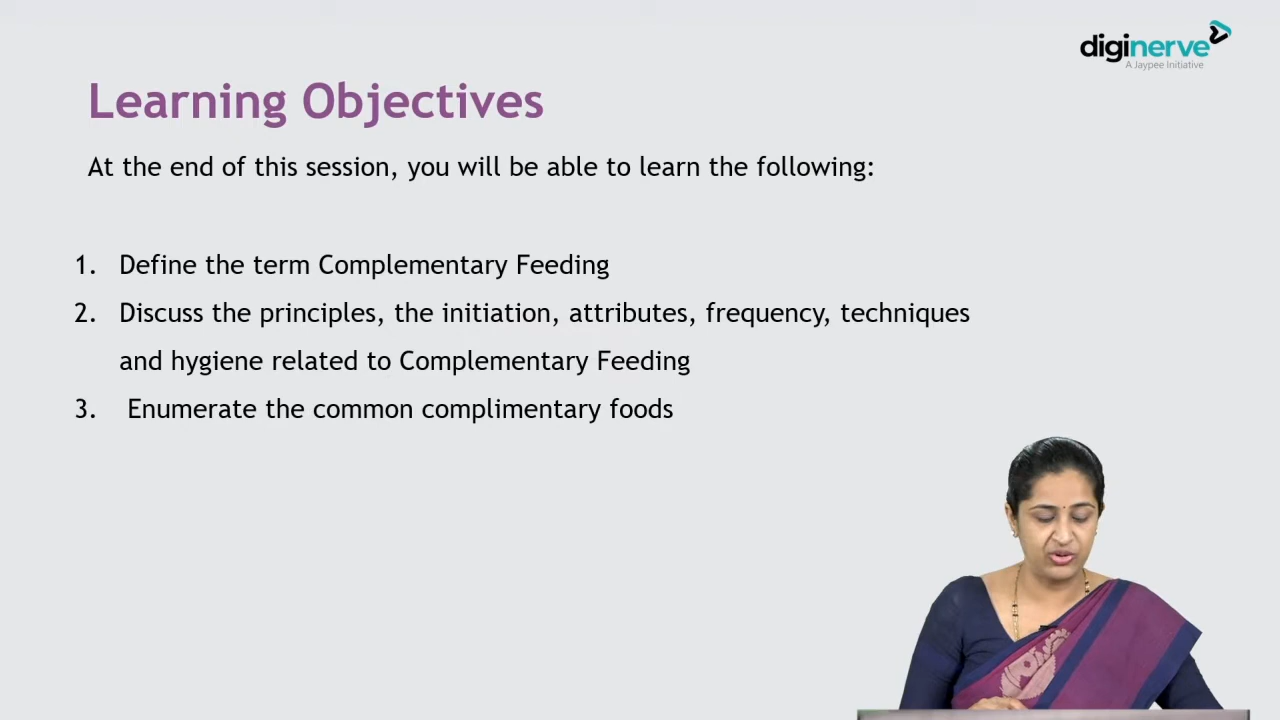 diginerve
A Jaypee Initiative
Learning Objectives
At the end of this session, you will be able to learn the following:
1. Define the term Complementary Feeding
2. Discuss the principles, the initiation, attributes, frequency, techniques
and hygiene related to Complementary Feeding
3. Enumerate the common complimentary foods